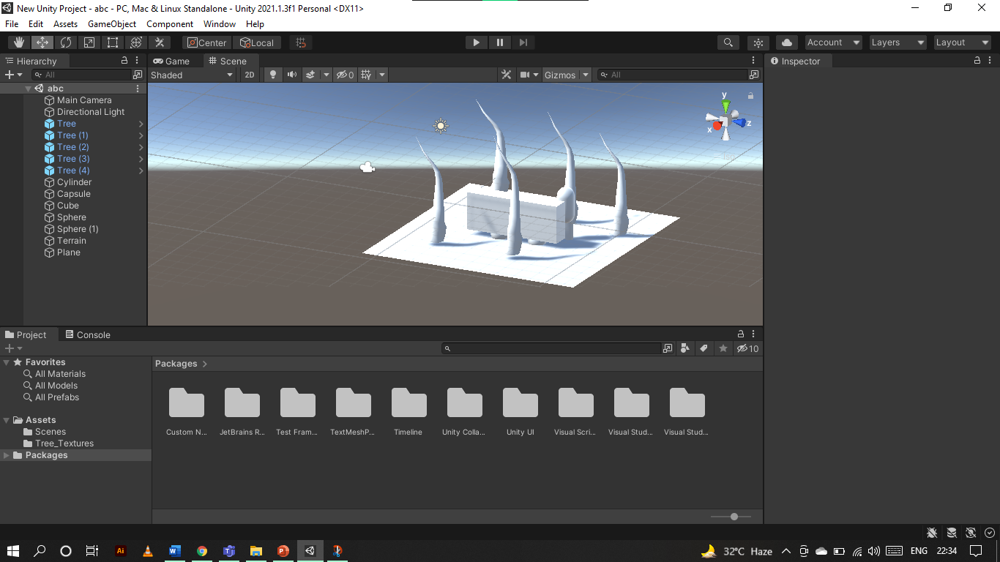 New Unity Project - abc - PC, Mac & Linux Standalone - Unity 2021.1.3f1 Personal <DX11>
File Edit Assets GameObject Component Window Help
Center Local Account Layers Layout
Hierarchy Game Scene Inspector
All Shaded 2D 0 Gizmos All
abc
Main Camera
Directional Light
Tree
Tree (1)
Tree (2)
Tree (3)
Tree (4)
Cylinder
Capsule
Cube
Sphere
Sphere (1)
Terrain
Plane
y
x z
Project Console
10
Favorites
All Materials
All Models
All Prefabs
Assets
Scenes
Tree_Textures
Packages
Packages
Custom N... JetBrains R... Test Fram... TextMeshP... Timeline Unity Colla... Unity UI Visual Scri... Visual Stud... Visual Stud...
Ai W T P 32°C Haze ENG 22:34